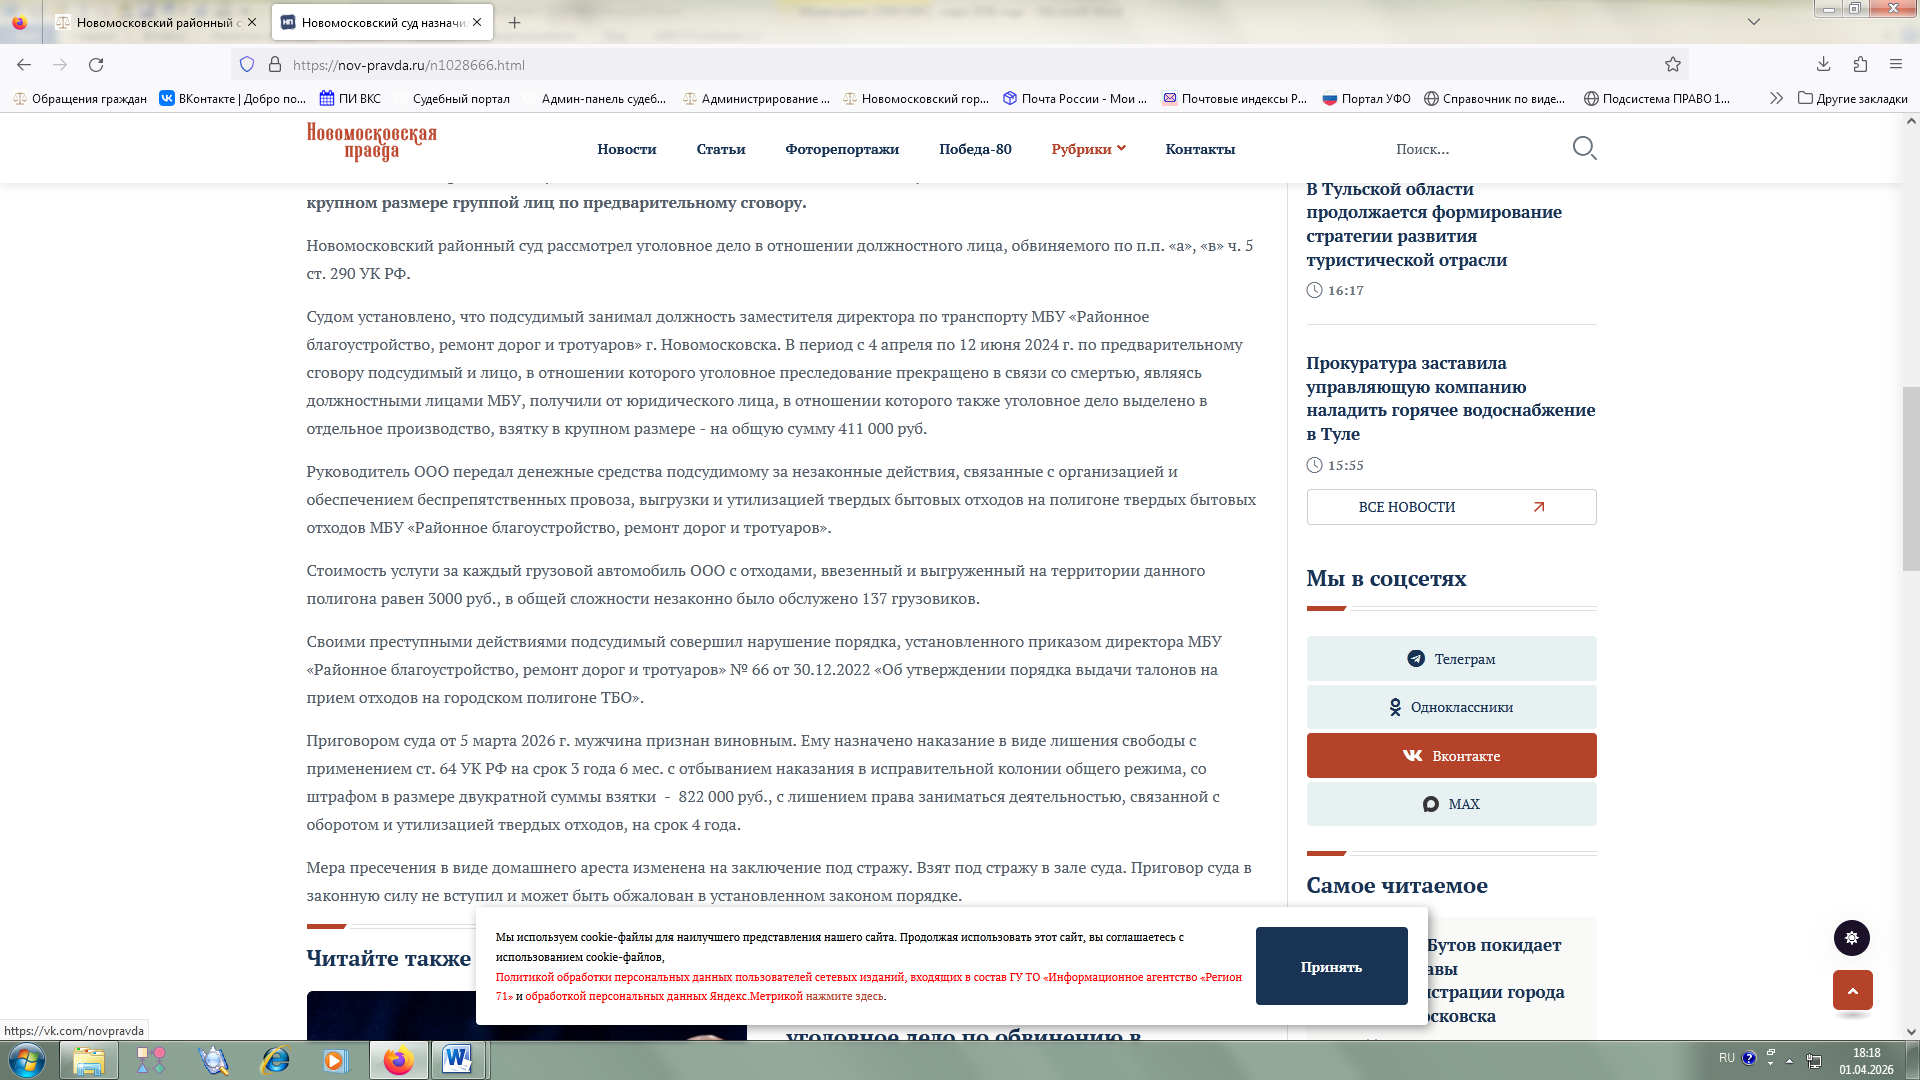 Новомосковский районный с
Новомосковский суд назначи
https://nov-pravda.ru/n1028666.html
Обращения граждан
ВКонтакте | Добро по...
ПИ ВКС
Судебный портал
Админ-панель судеб...
Администрирование ...
Новомосковский гор...
Почта России - Мои ...
Почтовые индексы Р...
Портал УФО
Справочник по виде...
Подсистема ПРАВО 1...
Другие закладки
Новомосковская
правда
Новости
Статьи
Фоторепортажи
Победа-80
Рубрики
Контакты
Поиск...
крупном размере группой лиц по предварительному сговору.
Новомосковский районный суд рассмотрел уголовное дело в отношении должностного лица, обвиняемого по п.п. «а», «в» ч. 5
ст. 290 УК РФ.
Судом установлено, что подсудимый занимал должность заместителя директора по транспорту МБУ «Районное
благоустройство, ремонт дорог и тротуаров» г. Новомосковска. В период с 4 апреля по 12 июня 2024 г. по предварительному
сговору подсудимый и лицо, в отношении которого уголовное преследование прекращено в связи со смертью, являясь
должностными лицами МБУ, получили от юридического лица, в отношении которого также уголовное дело выделено в
отдельное производство, взятку в крупном размере - на общую сумму 411 000 руб.
Руководитель ООО передал денежные средства подсудимому за незаконные действия, связанные с организацией и
обеспечением беспрепятственных провоза, выгрузки и утилизацией твердых бытовых отходов на полигоне твердых бытовых
отходов МБУ «Районное благоустройство, ремонт дорог и тротуаров».
Стоимость услуги за каждый грузовой автомобиль ООО с отходами, ввезенный и выгруженный на территории данного
полигона равен 3000 руб., в общей сложности незаконно было обслужено 137 грузовиков.
Своими преступными действиями подсудимый совершил нарушение порядка, установленного приказом директора МБУ
«Районное благоустройство, ремонт дорог и тротуаров» № 66 от 30.12.2022 «Об утверждении порядка выдачи талонов на
прием отходов на городском полигоне ТБО».
Приговором суда от 5 марта 2026 г. мужчина признан виновным. Ему назначено наказание в виде лишения свободы с
применением ст. 64 УК РФ на срок 3 года 6 мес. с отбыванием наказания в исправительной колонии общего режима, со
штрафом в размере двукратной суммы взятки - 822 000 руб., с лишением права заниматься деятельностью, связанной с
оборотом и утилизацией твердых отходов, на срок 4 года.
Мера пресечения в виде домашнего ареста изменена на заключение под стражу. Взят под стражу в зале суда. Приговор суда в
законную силу не вступил и может быть обжалован в установленном законом порядке.
Читайте также
уголовное дело по обвинению в
В Тульской области
продолжается формирование
стратегии развития
туристической отрасли
16:17
Прокуратура заставила
управляющую компанию
наладить горячее водоснабжение
в Туле
15:55
ВСЕ НОВОСТИ
Мы в соцсетях
Телеграм
Одноклассники
Вконтакте
MAX
Самое читаемое
Бутов покидает
Мы используем cookie-файлы для наилучшего представления нашего сайта. Продолжая использовать этот сайт, вы соглашаетесь с
использованием cookie-файлов,
Политикой обработки персональных данных пользователей сетевых изданий, входящих в состав ГУ ТО «Информационное агентство «Регион
71» и обработкой персональных данных Яндекс.Метрикой нажмите здесь.
Принять
https://vk.com/novpravda
RU
18:18
01.04.2026